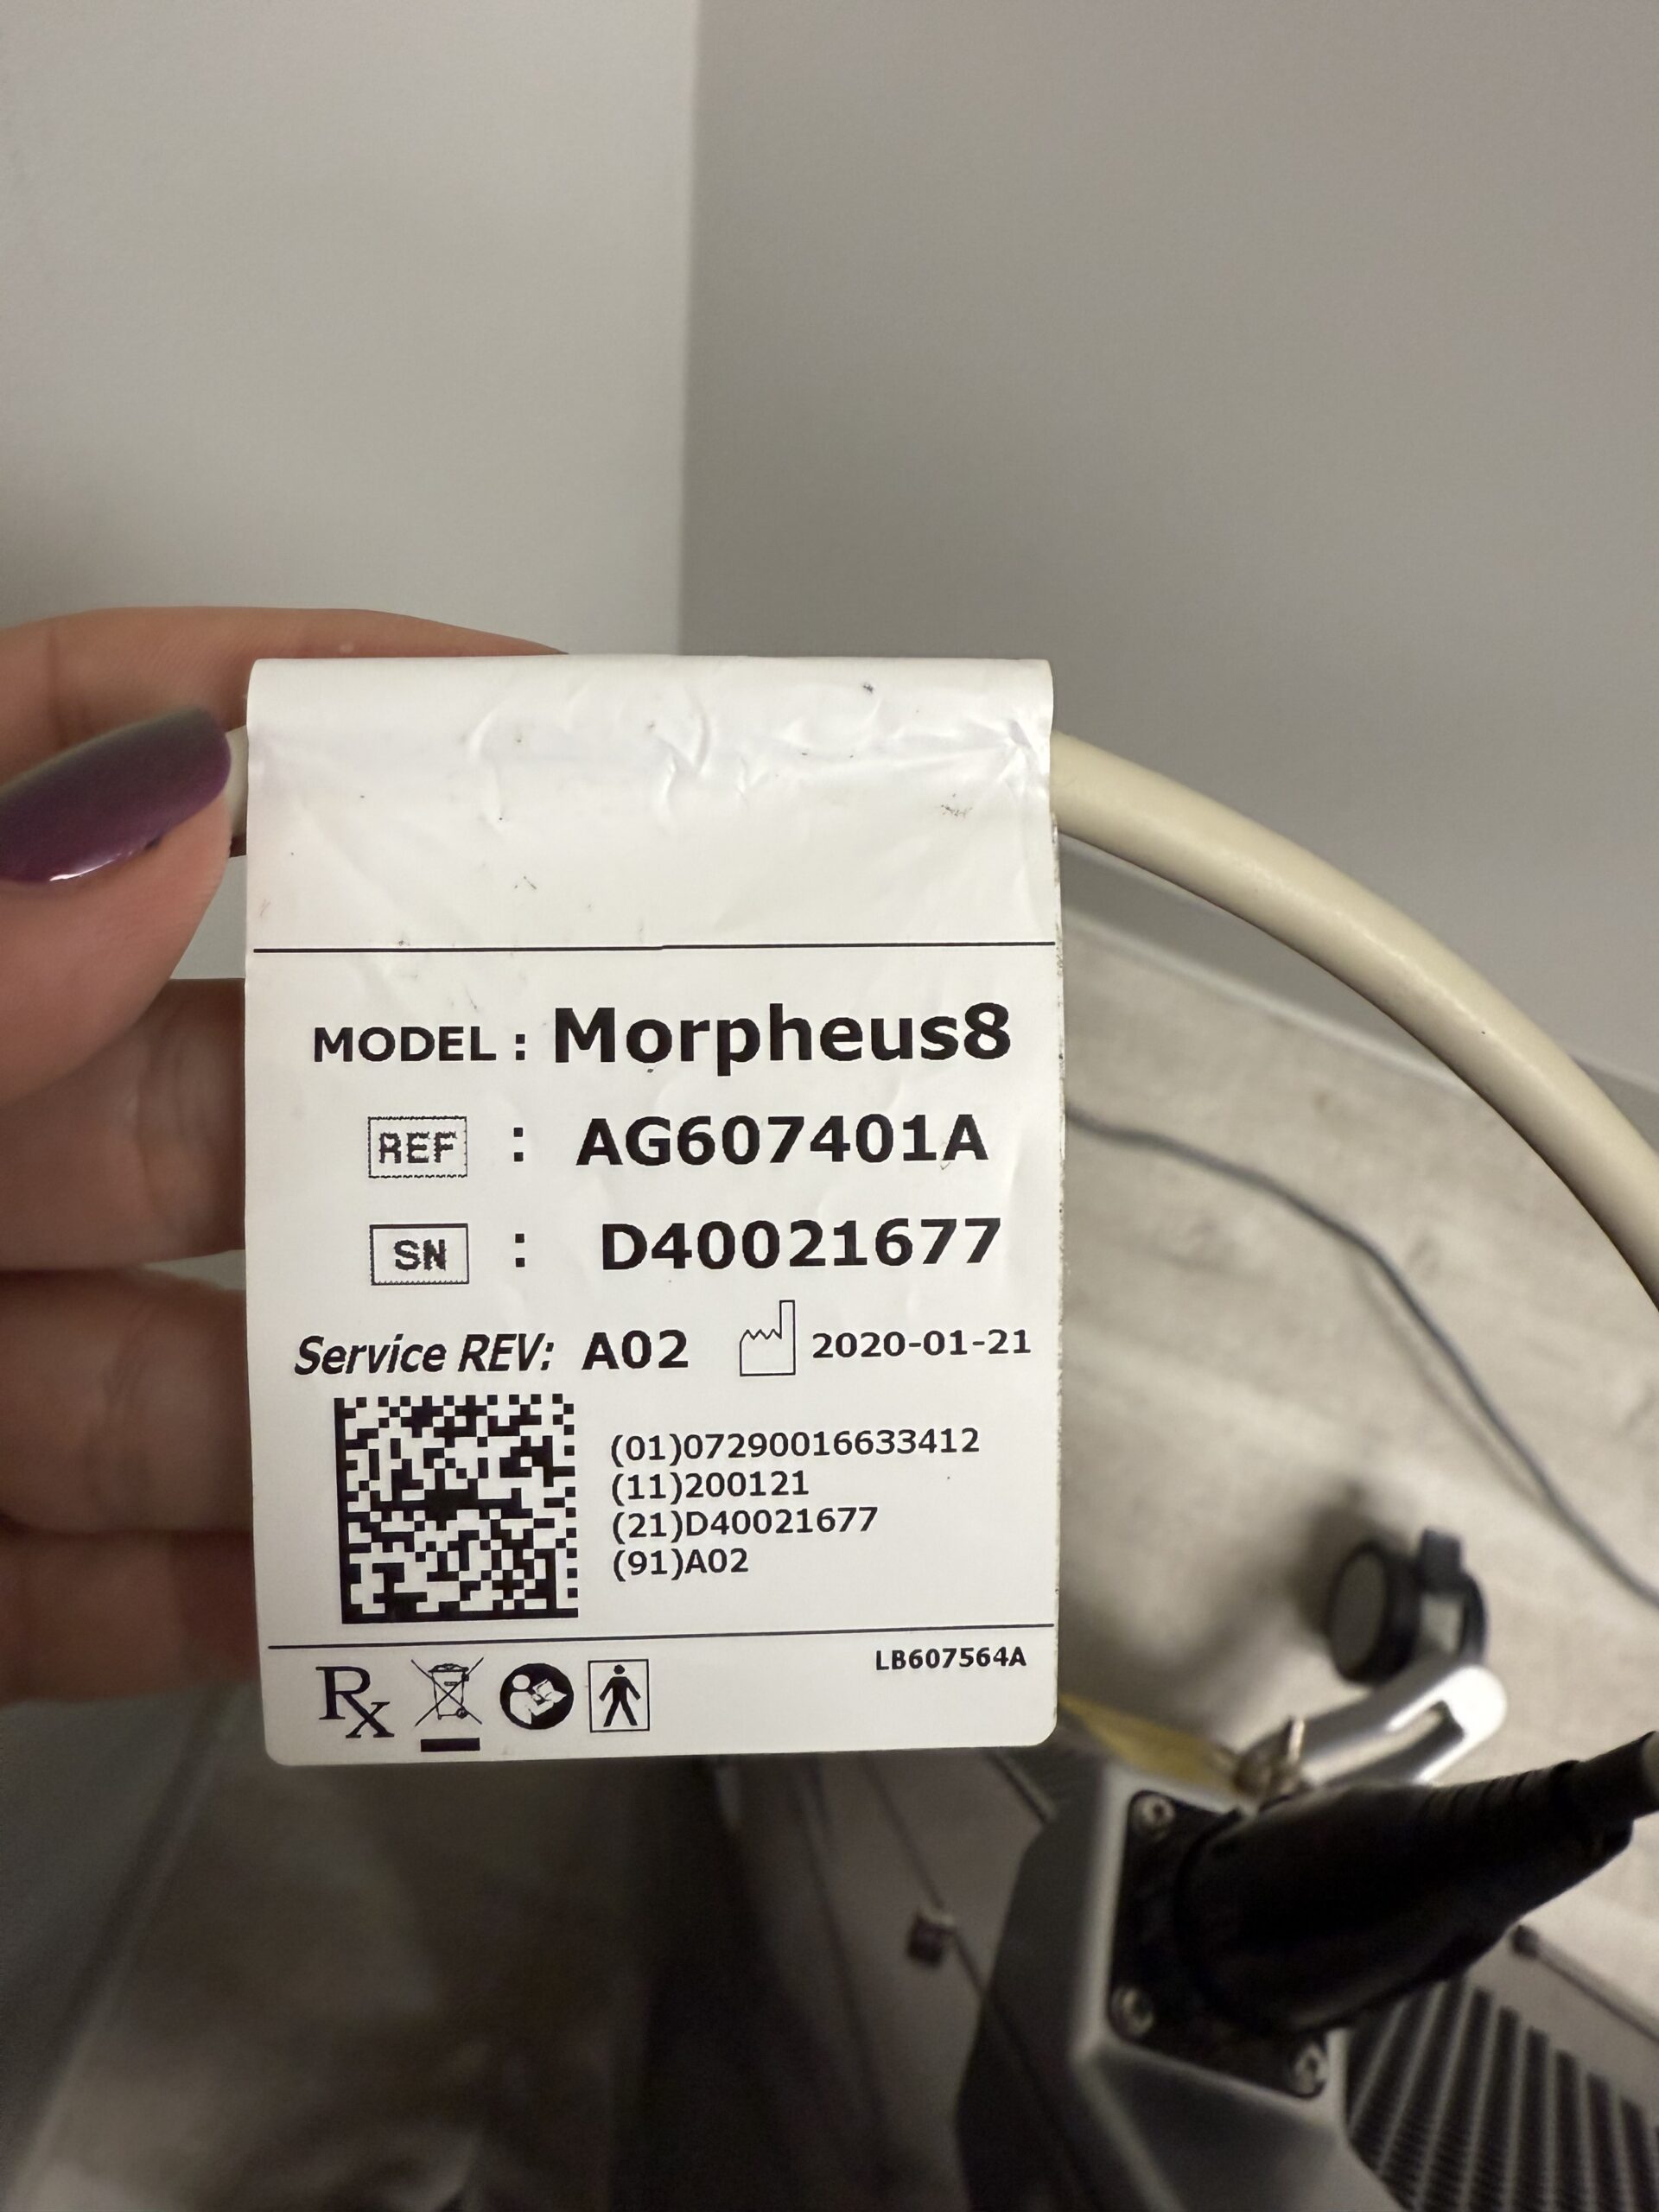 MODEL : Morpheus8
REF : AG607401A
SN : D40021677
Service REV: A02 2020-01-21
(01)07290016633412
(11)200121
(21)D40021677
(91)A02
LB607564A
Rx